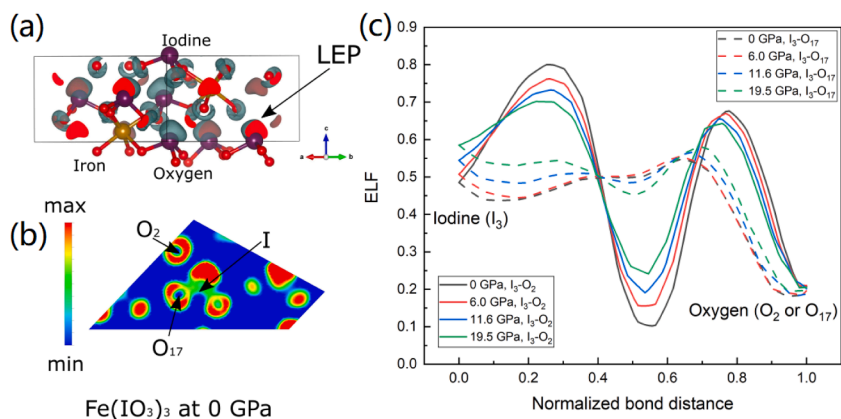 (a)
Iodine
LEP
Iron
Oxygen
c
a
b
(b)
max
min
O₂
I
O₁₇
Fe(IO₃)₃ at 0 GPa
(c)
ELF
0.9
0.8
0.7
0.6
0.5
0.4
0.3
0.2
0.1
0.0
0 GPa, I₃-O₁₇
6.0 GPa, I₃-O₁₇
11.6 GPa, I₃-O₁₇
19.5 GPa, I₃-O₁₇
Iodine (I₃)
0 GPa, I₃-O₂
6.0 GPa, I₃-O₂
11.6 GPa, I₃-O₂
19.5 GPa, I₃-O₂
Oxygen (O₂ or O₁₇)
0.0 0.2 0.4 0.6 0.8 1.0
Normalized bond distance